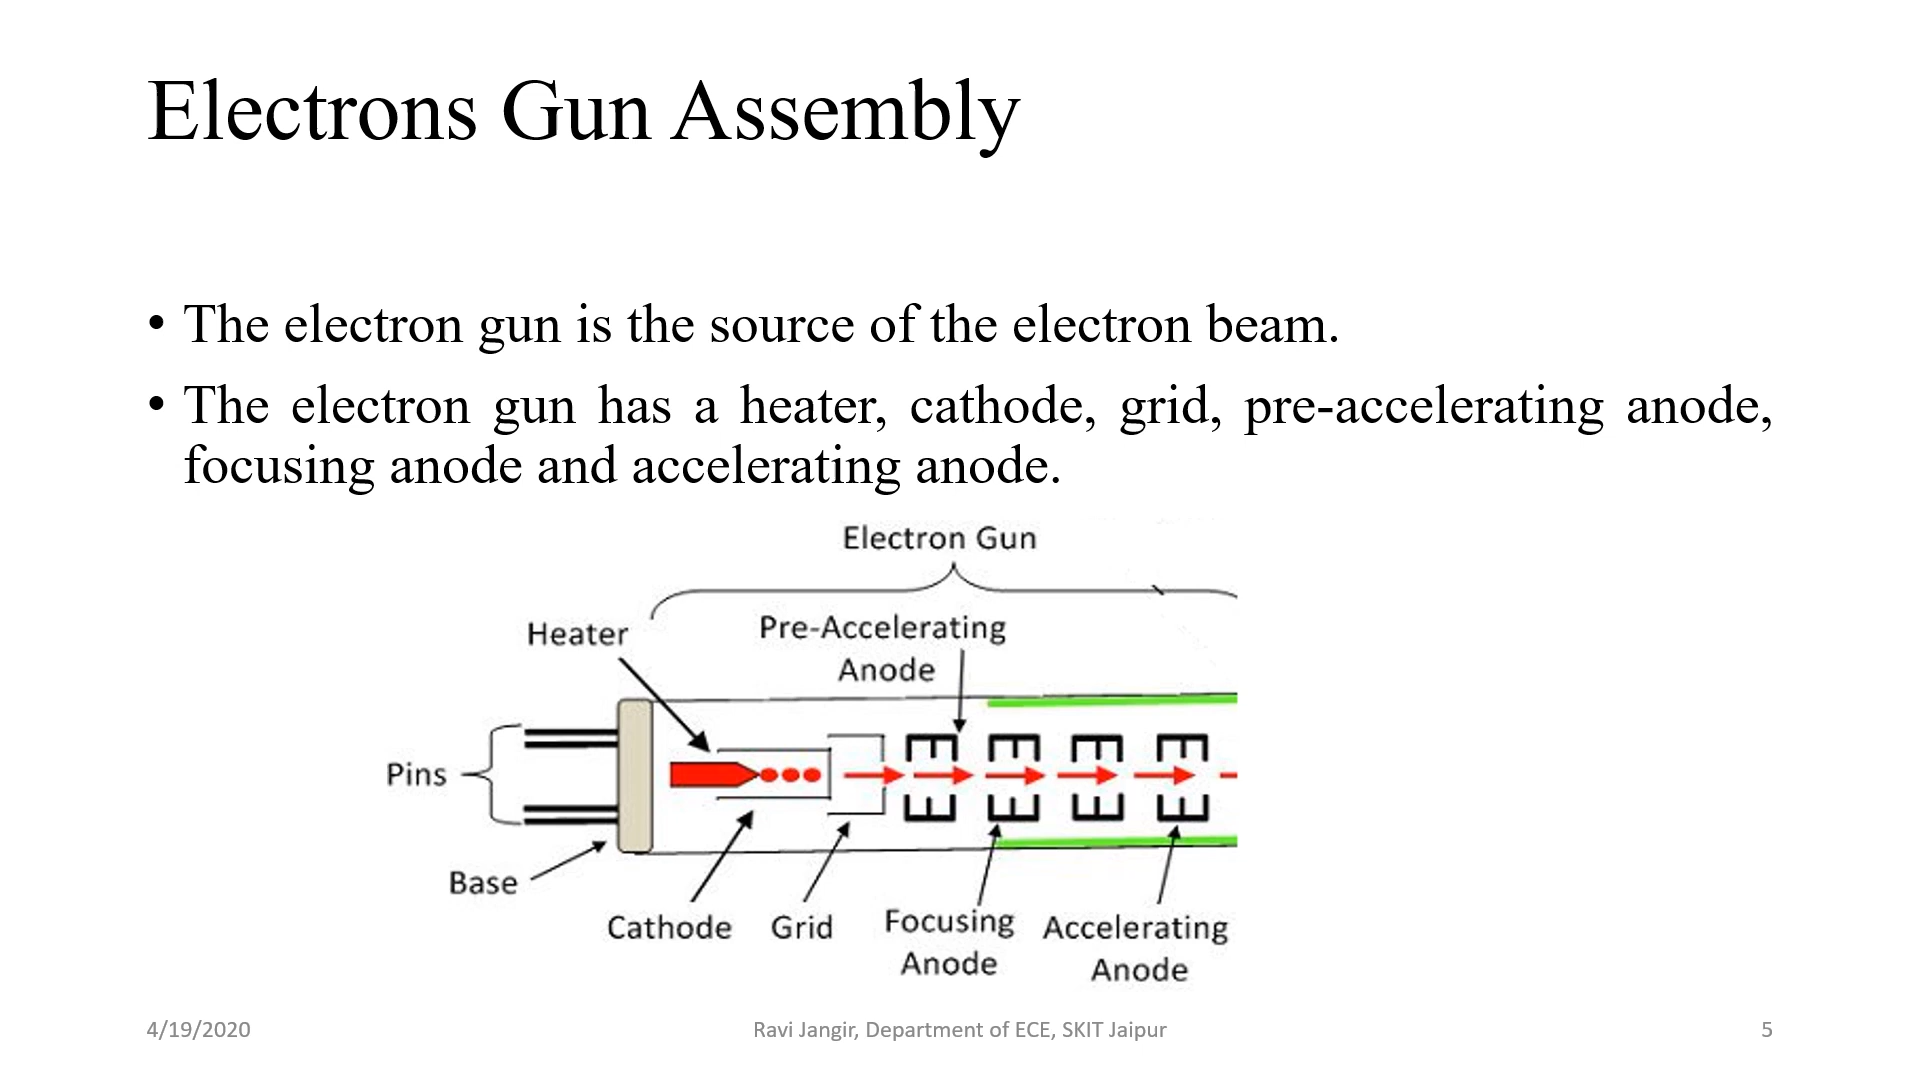 Electrons Gun Assembly
• The electron gun is the source of the electron beam.
• The electron gun has a heater, cathode, grid, pre-accelerating anode,
focusing anode and accelerating anode.
Electron Gun
Heater
Pre-Accelerating
Anode
Pins
Base
Cathode
Grid
Focusing
Anode
Accelerating
Anode
4/19/2020
Ravi Jangir, Department of ECE, SKIT Jaipur
5